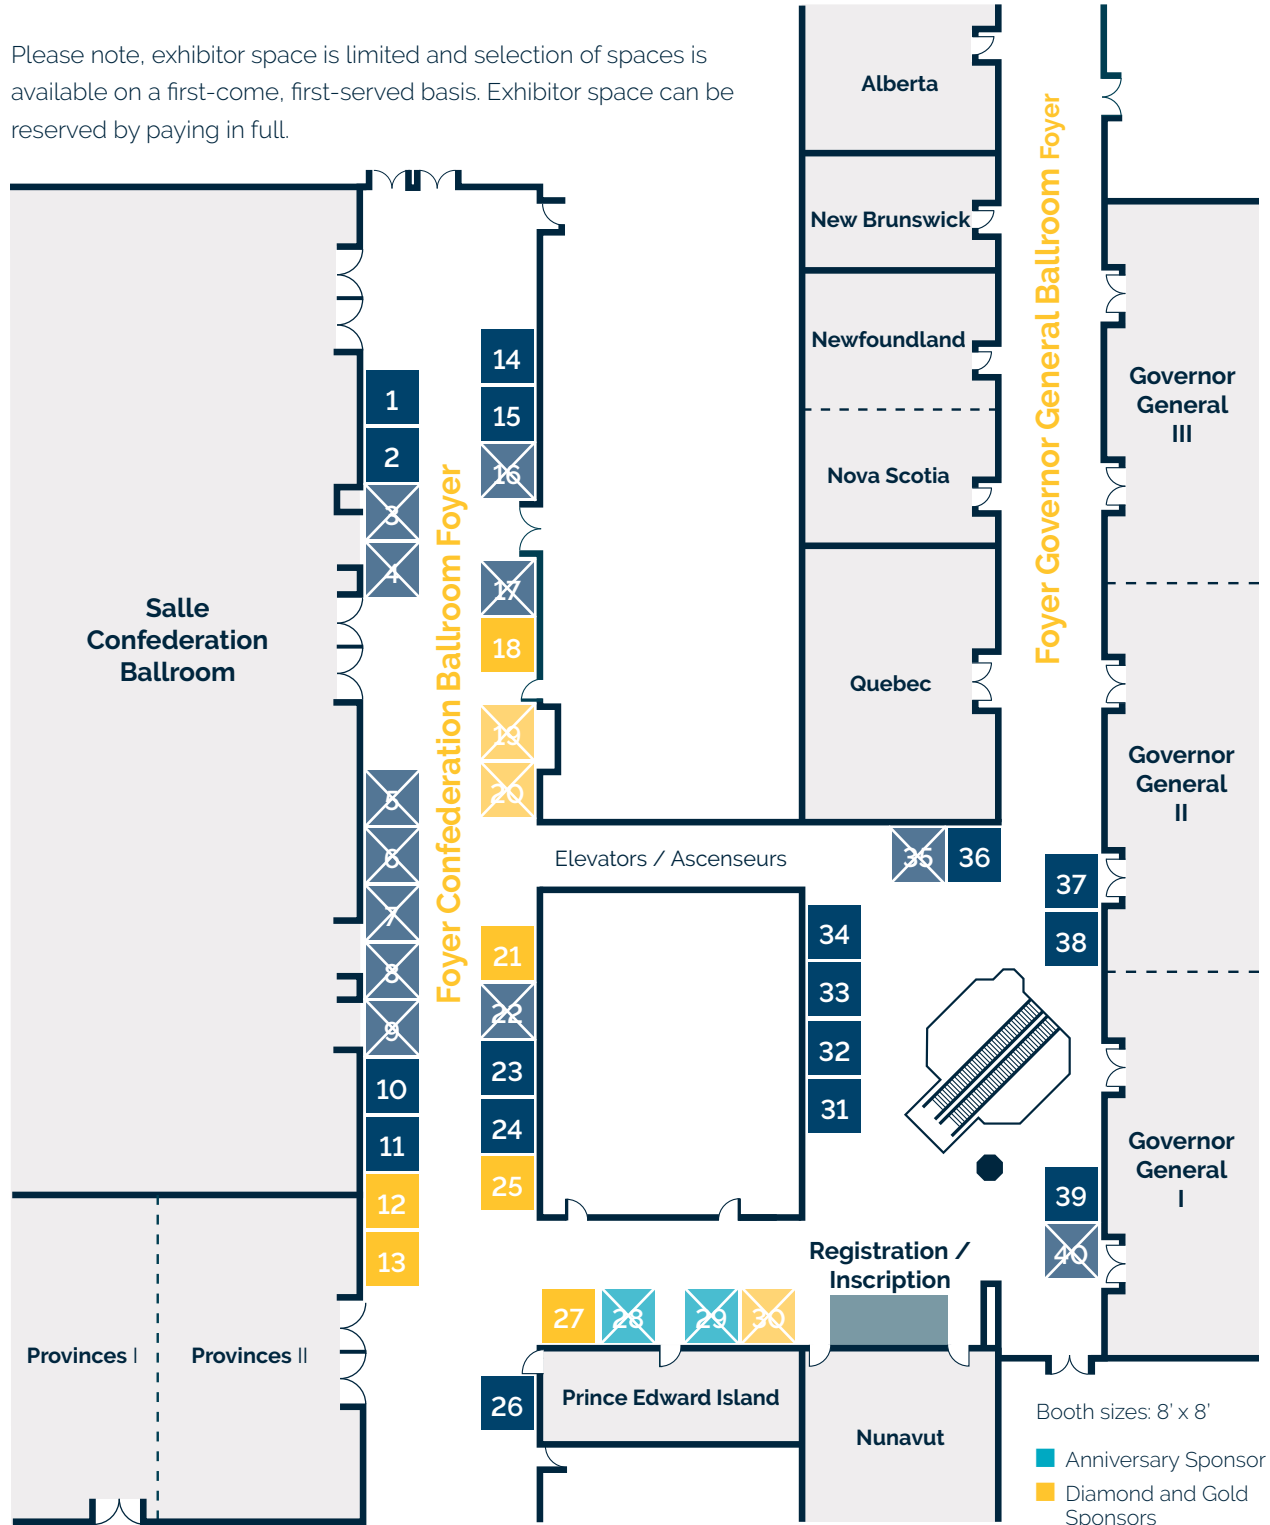 Please note, exhibitor space is limited and selection of spaces is
available on a first-come, first-served basis. Exhibitor space can be
reserved by paying in full.
Alberta
New Brunswick
Newfoundland
Nova Scotia
Quebec
Foyer Governor General Ballroom Foyer
Governor
General
III
Governor
General
II
Governor
General
I
Salle
Confederation
Ballroom
Foyer Confederation Ballroom Foyer
1
2
3
4
5
6
7
8
9
10
11
12
13
14
15
16
17
18
19
20
21
22
23
24
25
26
27
28
29
30
Elevators / Ascenseurs
35
36
34
33
32
31
37
38
39
40
Registration /
Inscription
Provinces I
Provinces II
Prince Edward Island
Nunavut
Booth sizes: 8' x 8'
Anniversary Sponsor
Diamond and Gold
Sponsors